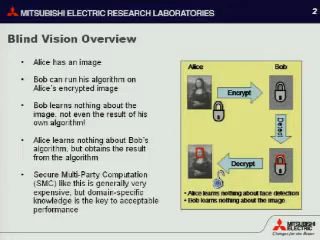 MITSUBISHI ELECTRIC RESEARCH LABORATORIES
2
Blind Vision Overview
• Alice has an image
• Bob can run his algorithm on
Alice's encrypted image
• Bob learns nothing about the
image, not even the result of his
own algorithm!
• Alice learns nothing about Bob's
algorithm, but obtains the result
from the algorithm
• Secure Multi-Party Computation
(SMC) like this is generally very
expensive, but domain-specific
knowledge is the key to acceptable
performance
Alice
Bob
Encrypt
Detect
Decrypt
• Alice learns nothing about face detection
• Bob learns nothing about the image
MITSUBISHI ELECTRIC
Changes for the Better